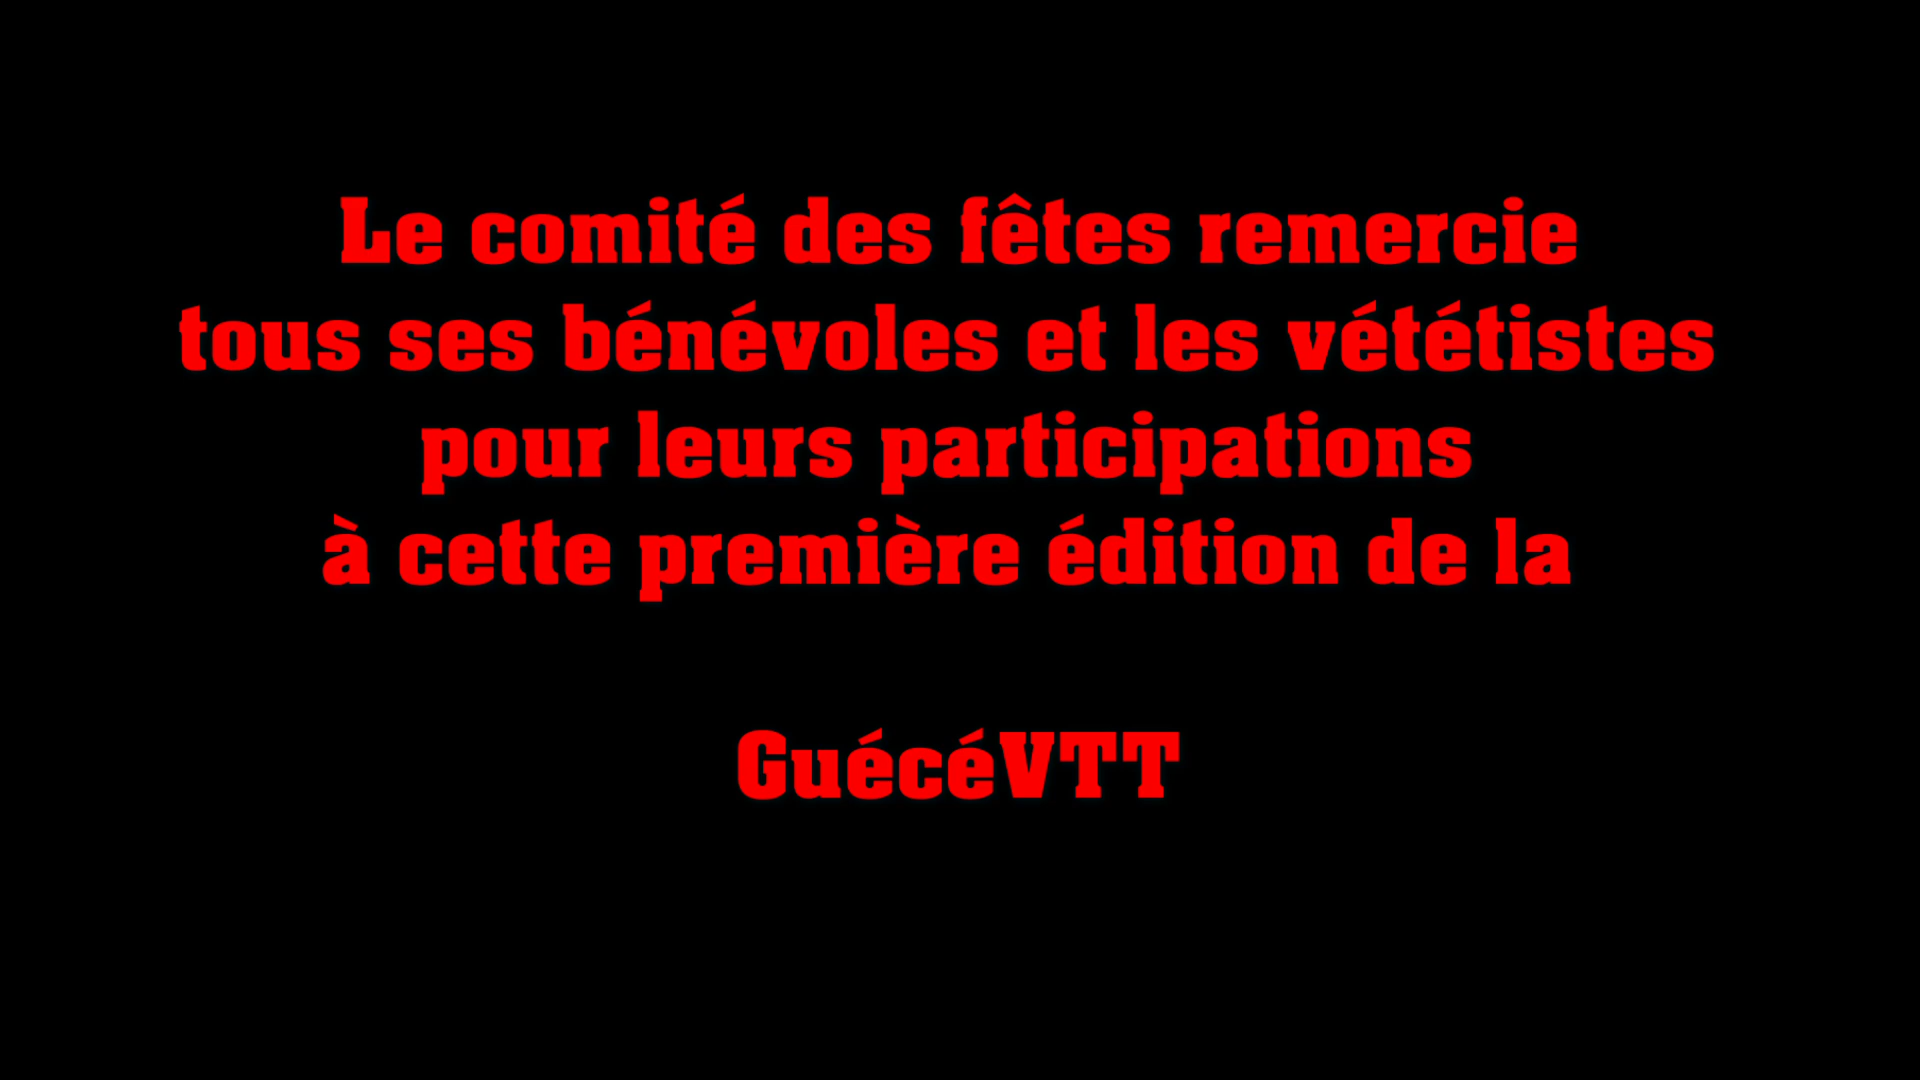 Le comité des fêtes remercie
tous ses bénévoles et les vététistes
pour leurs participations
à cette première édition de la
GuécéVTT